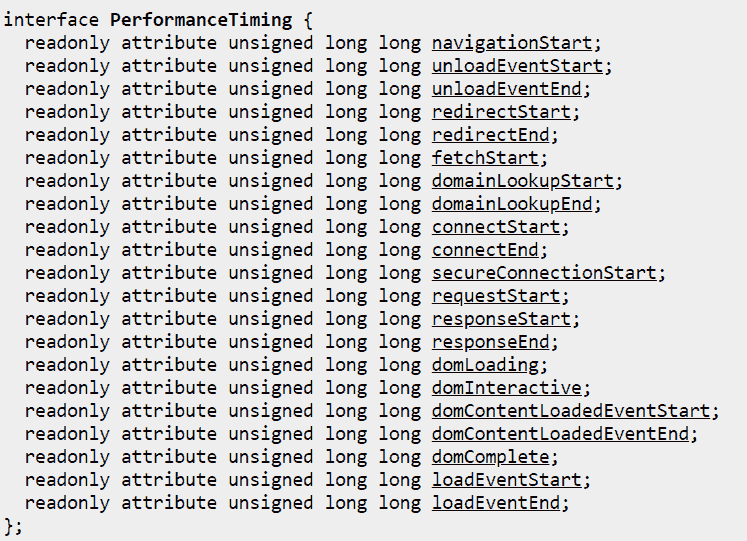 interface PerformanceTiming {
readonly attribute unsigned long long navigationStart;
readonly attribute unsigned long long unloadEventStart;
readonly attribute unsigned long long unloadEventEnd;
readonly attribute unsigned long long redirectStart;
readonly attribute unsigned long long redirectEnd;
readonly attribute unsigned long long fetchStart;
readonly attribute unsigned long long domainLookupStart;
readonly attribute unsigned long long domainLookupEnd;
readonly attribute unsigned long long connectStart;
readonly attribute unsigned long long connectEnd;
readonly attribute unsigned long long secureConnectionStart;
readonly attribute unsigned long long requestStart;
readonly attribute unsigned long long responseStart;
readonly attribute unsigned long long responseEnd;
readonly attribute unsigned long long domLoading;
readonly attribute unsigned long long domInteractive;
readonly attribute unsigned long long domContentLoadedEventStart;
readonly attribute unsigned long long domContentLoadedEventEnd;
readonly attribute unsigned long long domComplete;
readonly attribute unsigned long long loadEventStart;
readonly attribute unsigned long long loadEventEnd;
};